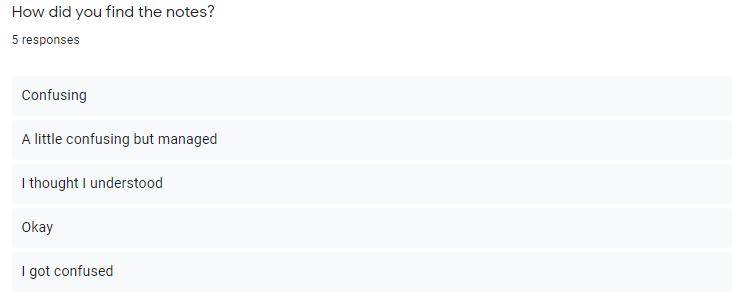 How did you find the notes?
5 responses
Confusing
A little confusing but managed
I thought I understood
Okay
I got confused